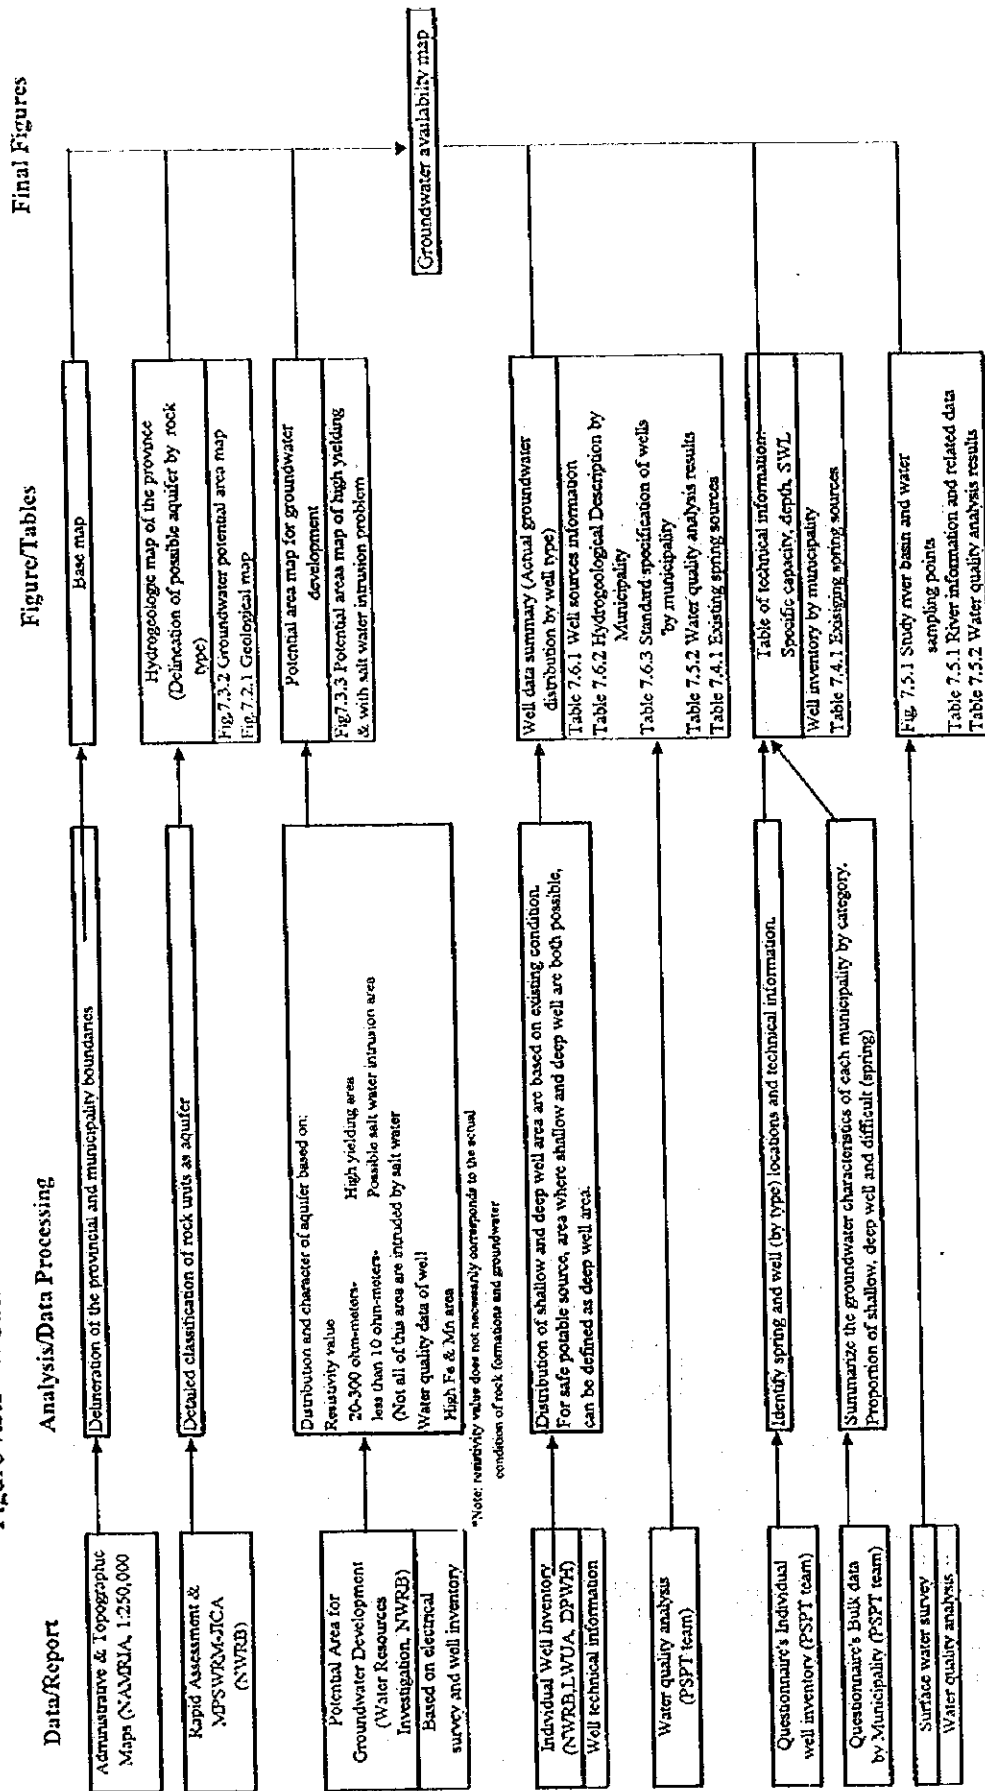 Data/Report
Analysis/Data Processing
Figure/Tables
Final Figures
Administrative & Topographic
Maps (NAMRIA, 1:250,000
Delineration of the provincial and municipality boundaries
Base map
Rapid Assessment &
MPSWRM-JICA
(NWRB)
Detailed classification of rock units as aquifer
Hydrogeologic map of the province
(Delineation of possible aquifer by rock
type)
Fig.7.3.2 Groundwater potential area map
Fig.7.2.1 Geological map
Potential Area for
Groundwater Development
(Water Resources
Investigation, NWRB)
Based on electrical
survey and well inventory
Distribution and character of aquifer based on:
Resistivity value
20-300 ohm-meters- High yielding area
less than 10 ohm-meters- Possible salt water intrusion area
(Not all of this area are intruded by salt water
Water quality data of well
High Fe & Mn area
*Note: resistivity value does not necessarily corresponds to the actual
condition of rock formations and groundwater
Potential area map for groundwater
development
Fig7.3.3 Potential areas map of high yielding
& with salt water intrusion problem
Groundwater availability map
Individual Well inventory
(NWRB,LWUA, DPWH)
Well technical information
Distribution of shallow and deep well area are based on existing condition.
For safe potable source, area where shallow and deep well are both possible,
can be defined as deep well area.
Well data summary (Actual groundwater
distribution by well type)
Table 7.6.1 Well sources information
Table 7.6.2 Hydrogeological Description by
Municipality
Table 7.6.3 Standard specification of wells
by municipality
Table 7.5.2 Water quality analysis results
Table 7.4.1 Existing spring sources
Water quality analysis
(PSPT team)
Questionnaire's Individual
well inventory (PSPT team)
Identify spring and well (by type) locations and technical information.
Table of technical information:
Specific capacity, depth, SWL
Well inventory by municipality
Table 7.4.1 Exisiging spring sources
Questionnaire's Bulk data
by Municipality (PSPT team)
Summarize the groundwater characteristics of each municipality by category.
Proportion of shallow, deep well and difficult (spring)
Surface water survey
Water quality analysis
Fig. 7.5.1 Study river basin and water
sampling points
Table 7.5.1 River information and related data
Table 7.5.2 Water quality analysis results